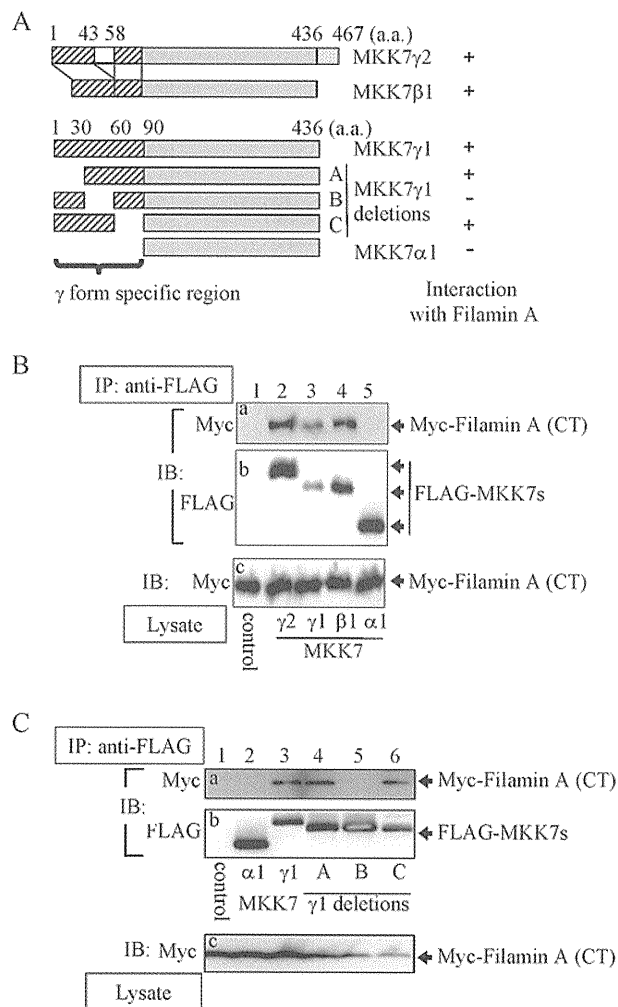 A
1 43 58 436 467 (a.a.)
MKK7γ2 +
MKK7β1 +
1 30 60 90 436 (a.a.)
MKK7γ1 +
A +
B MKK7γ1 deletions -
C +
MKK7α1 -
γ form specific region
Interaction with Filamin A
B
IP: anti-FLAG 1 2 3 4 5
Myc a Myc-Filamin A (CT)
IB:
FLAG b FLAG-MKK7s
IB: Myc c Myc-Filamin A (CT)
Lysate control γ2 γ1 β1 α1
MKK7
C
IP: anti-FLAG 1 2 3 4 5 6
Myc a Myc-Filamin A (CT)
IB:
FLAG b FLAG-MKK7s
control α1 γ1 A B C
MKK7 γ1 deletions
IB: Myc c Myc-Filamin A (CT)
Lysate